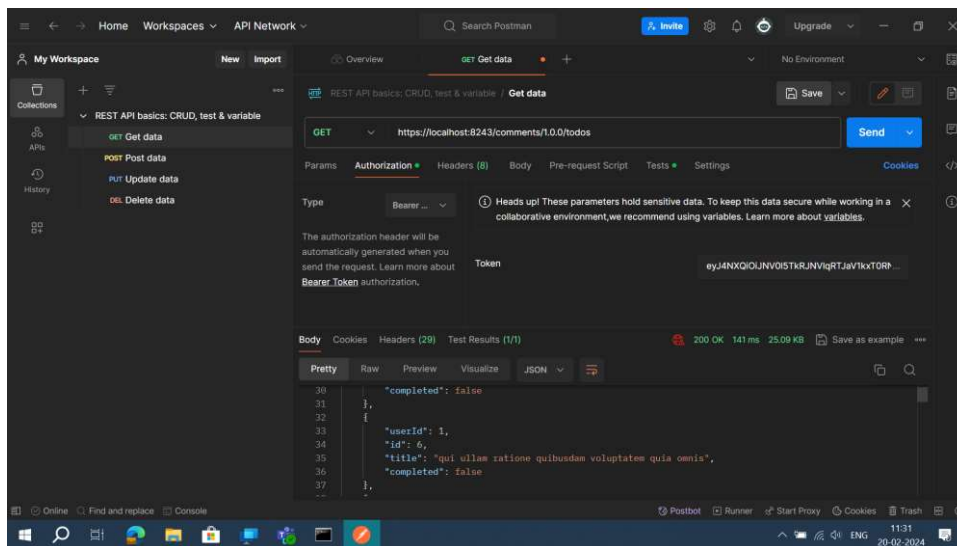 Home Workspaces API Network Search Postman Invite Upgrade
My Workspace New Import Overview GET Get data No Environment
Collections
APIs
History
REST API basics: CRUD, test & variable
GET Get data
POST Post data
PUT Update data
DEL Delete data
REST API basics: CRUD, test & variable / Get data Save
GET https://localhost:8243/comments/1.0.0/todos Send
Params Authorization Headers (8) Body Pre-request Script Tests Settings Cookies
Type Bearer ...
The authorization header will be
automatically generated when you
send the request. Learn more about
Bearer Token authorization.
Heads up! These parameters hold sensitive data. To keep this data secure while working in a
collaborative environment,we recommend using variables. Learn more about variables.
Token
Body Cookies Headers (29) Test Results (1/1) 200 OK 141 ms 25.09 KB Save as example
Pretty Raw Preview Visualize JSON
30 "completed": false
31 },
32 {
33 "userId": 1,
34 "id": 6,
35 "title": "qui ullam ratione quibusdam voluptatem quia omnis",
36 "completed": false
37 },
Online Find and replace Console Postbot Runner Start Proxy Cookies Trash
ENG 11:31
20-02-2024